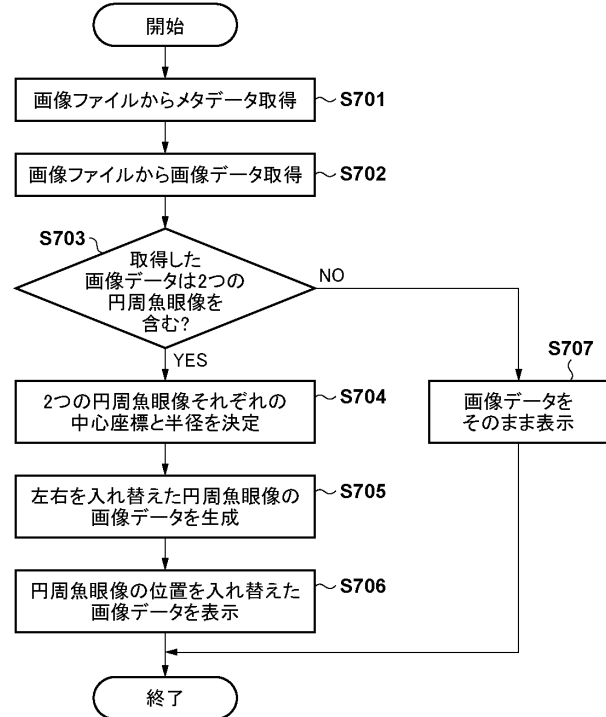 開始
画像ファイルからメタデータ取得
S701
画像ファイルから画像データ取得
S702
S703
取得した
画像データは2つの
円周魚眼像を
含む?
NO
YES
S707
2つの円周魚眼像それぞれの
中心座標と半径を決定
S704
画像データを
そのまま表示
左右を入れ替えた円周魚眼像の
画像データを生成
S705
円周魚眼像の位置を入れ替えた
画像データを表示
S706
終了